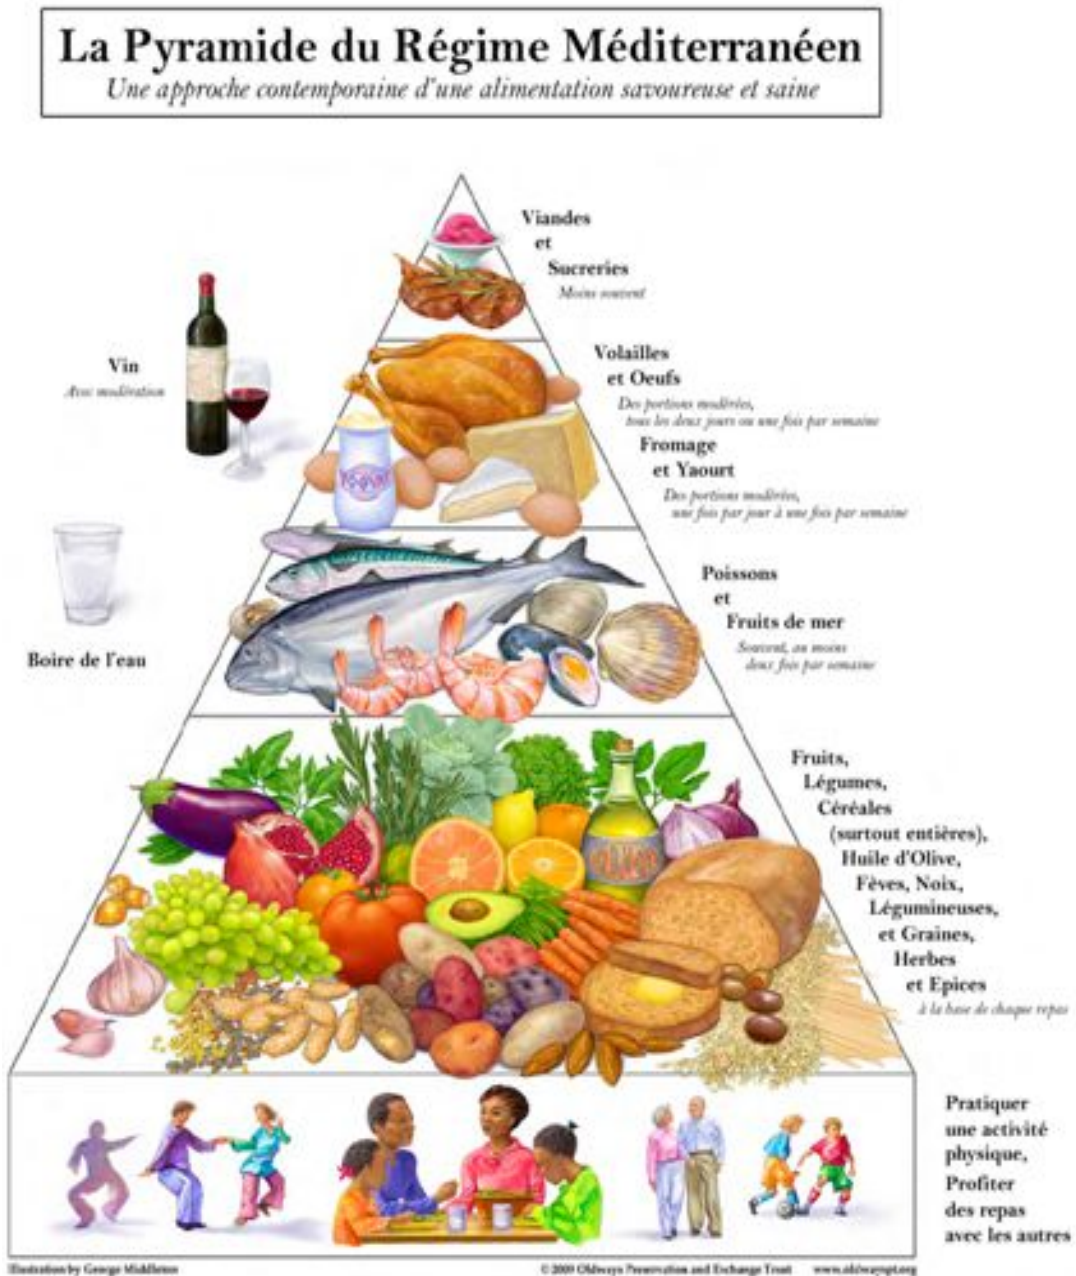 La Pyramide du Régime Méditerranéen
Une approche contemporaine d'une alimentation savoureuse et saine
Viandes
et
Sucreries
Moins souvent
Vin
Avec modération
Volailles
et Oeufs
Des portions modérées,
tous les deux jours ou une fois par semaine
Fromage
et Yaourt
Des portions modérées,
une fois par jour à une fois par semaine
Boire de l'eau
Poissons
et
Fruits de mer
Souvent, au moins
deux fois par semaine
Fruits,
Légumes,
Céréales
(surtout entières),
Huile d'Olive,
Fèves, Noix,
Légumineuses,
et Graines,
Herbes
et Epices
à la base de chaque repas
Pratiquer
une activité
physique,
Profiter
des repas
avec les autres
Illustration by George Middleton
© 2009 Oldways Preservation and Exchange Trust
www.oldwayspt.org